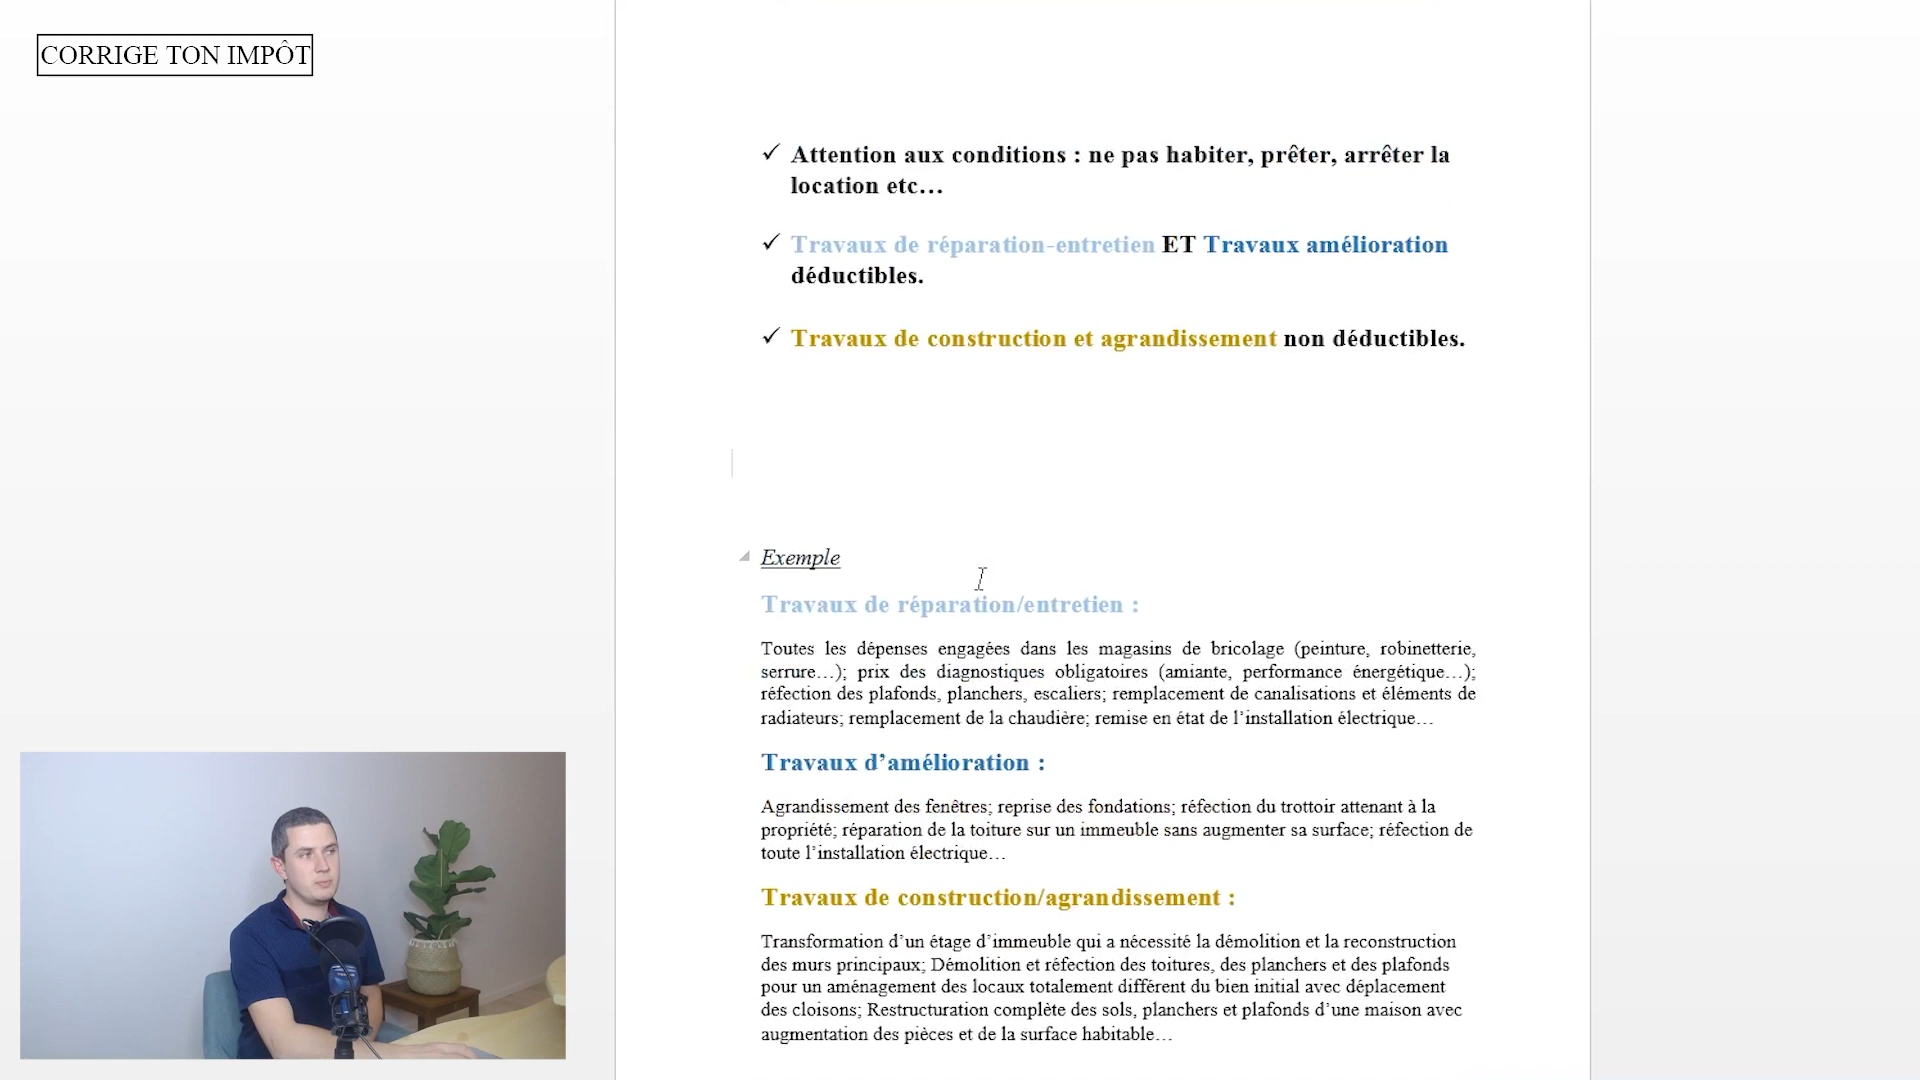 CORRIGE TON IMPÔT
✓ Attention aux conditions : ne pas habiter, prêter, arrêter la
location etc…
✓ Travaux de réparation-entretien ET Travaux amélioration
déductibles.
✓ Travaux de construction et agrandissement non déductibles.
Exemple
Travaux de réparation/entretien :
Toutes les dépenses engagées dans les magasins de bricolage (peinture, robinetterie,
serrure…); prix des diagnostiques obligatoires (amiante, performance énergétique…);
réfection des plafonds, planchers, escaliers; remplacement de canalisations et éléments de
radiateurs; remplacement de la chaudière; remise en état de l’installation électrique…
Travaux d’amélioration :
Agrandissement des fenêtres; reprise des fondations; réfection du trottoir attenant à la
propriété; réparation de la toiture sur un immeuble sans augmenter sa surface; réfection de
toute l’installation électrique…
Travaux de construction/agrandissement :
Transformation d’un étage d’immeuble qui a nécessité la démolition et la reconstruction
des murs principaux; Démolition et réfection des toitures, des planchers et des plafonds
pour un aménagement des locaux totalement différent du bien initial avec déplacement
des cloisons; Restructuration complète des sols, planchers et plafonds d’une maison avec
augmentation des pièces et de la surface habitable…